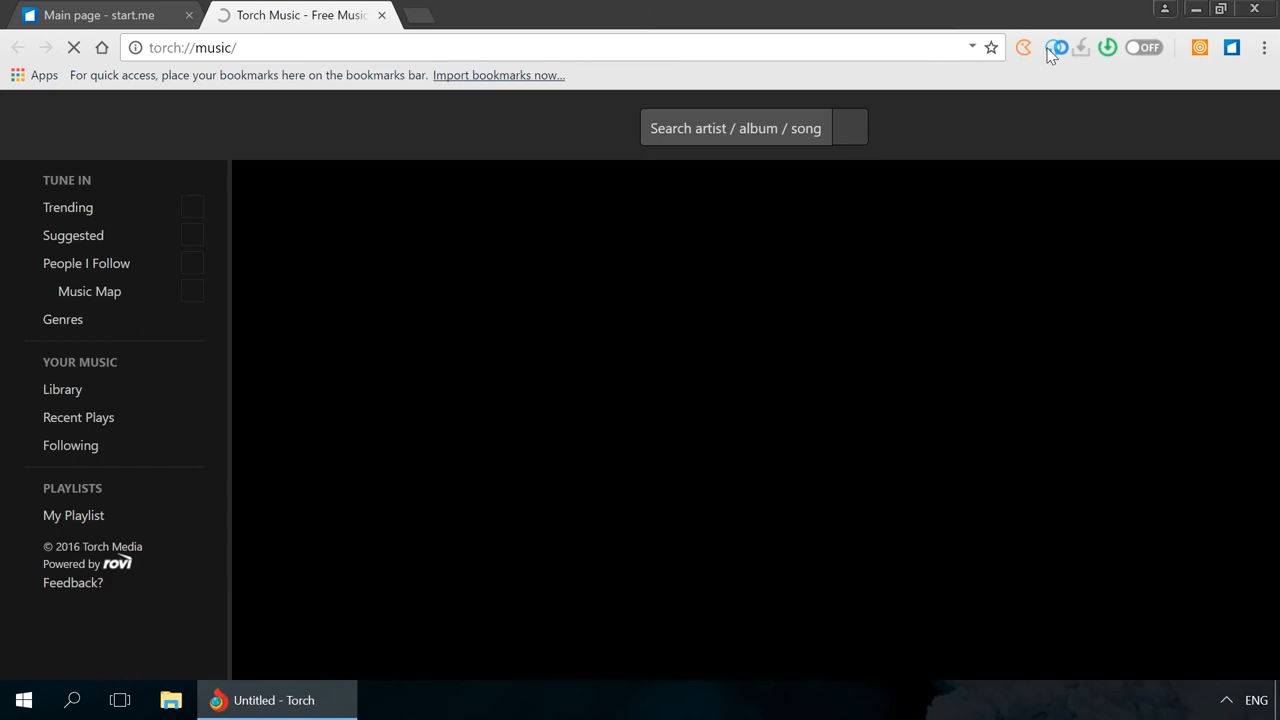 Main page - start.me
Torch Music - Free Music
torch://music/
OFF
Apps
For quick access, place your bookmarks here on the bookmarks bar. Import bookmarks now...
Search artist / album / song
TUNE IN
Trending
Suggested
People I Follow
Music Map
Genres
YOUR MUSIC
Library
Recent Plays
Following
PLAYLISTS
My Playlist
© 2016 Torch Media
Powered by rovi
Feedback?
Untitled - Torch
ENG